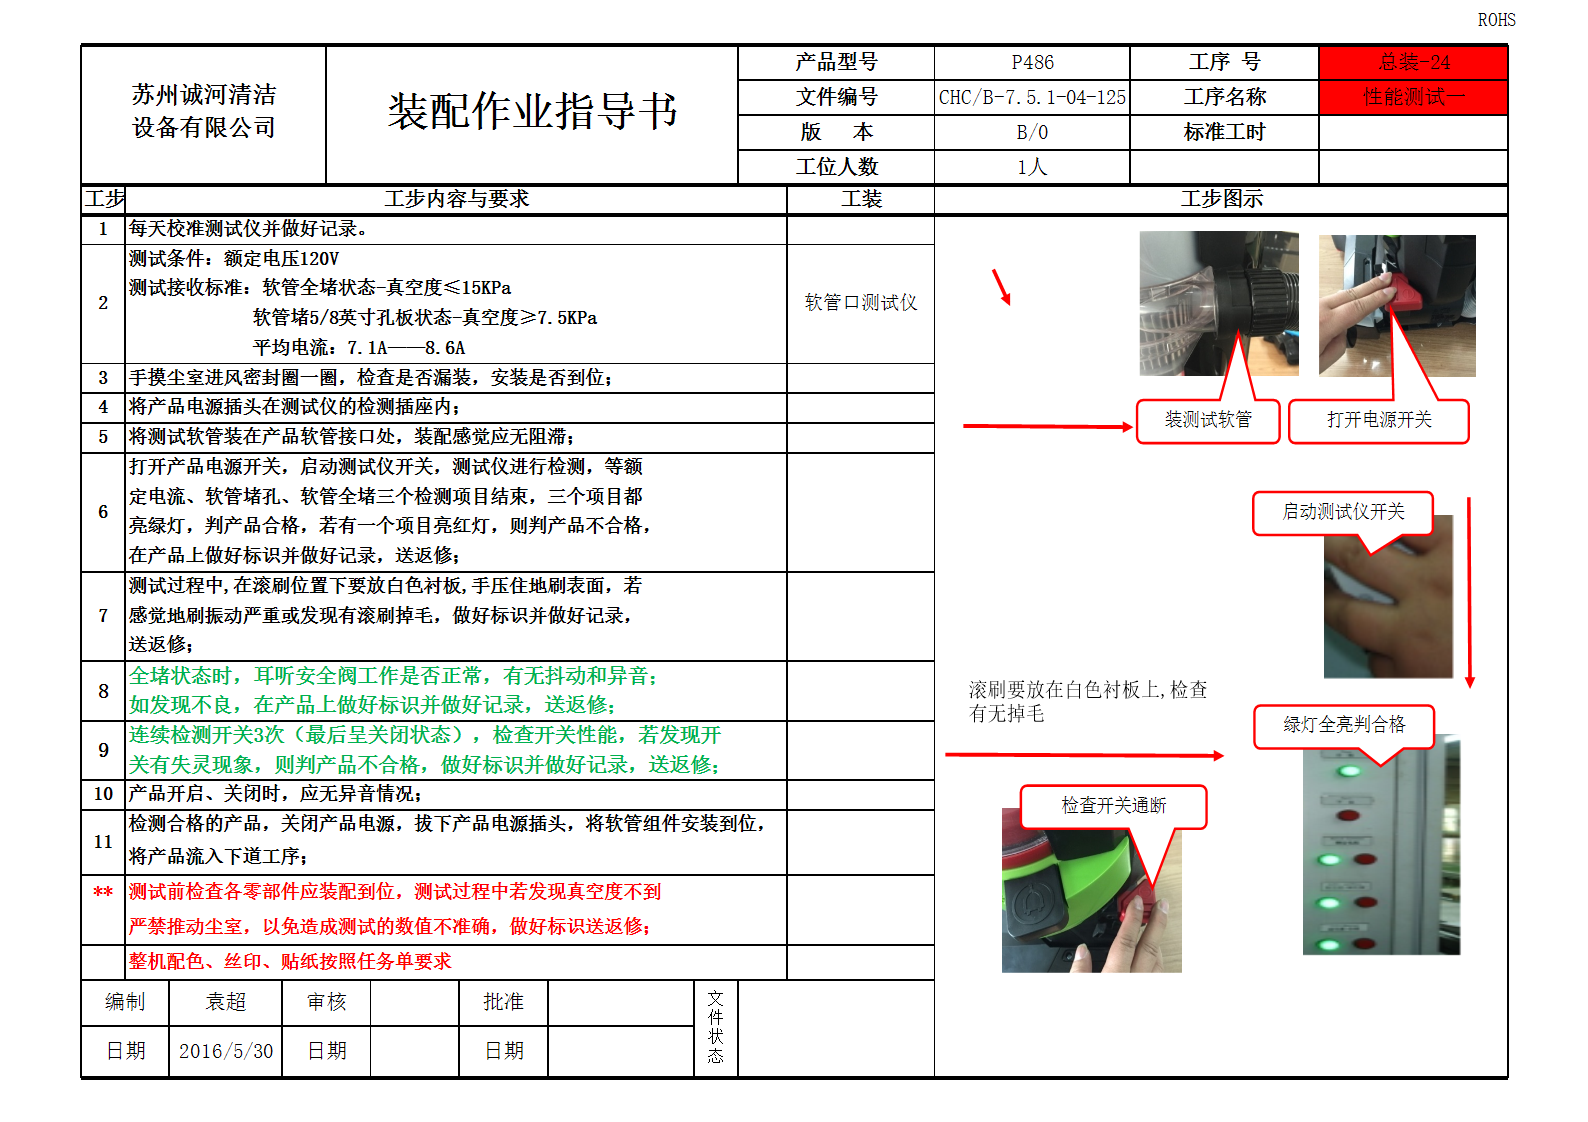 ROHS
苏州诚河清洁
设备有限公司
装配作业指导书
产品型号 P486 工序 号 总装-24
文件编号 CHC/B-7.5.1-04-125 工序名称 性能测试一
版 本 B/0 标准工时
工位人数 1人
工步 工步内容与要求 工装 工步图示
1 每天校准测试仪并做好记录。
2 测试条件：额定电压120V
测试接收标准：软管全堵状态-真空度≤15KPa
软管堵5/8英寸孔板状态-真空度≥7.5KPa
平均电流：7.1A——8.6A
软管口测试仪
3 手摸尘室进风密封圈一圈，检查是否漏装，安装是否到位；
4 将产品电源插头在测试仪的检测插座内；
5 将测试软管装在产品软管接口处，装配感觉应无阻滞；
6 打开产品电源开关，启动测试仪开关，测试仪进行检测，等额
定电流、软管堵孔、软管全堵三个检测项目结束，三个项目都
亮绿灯，判产品合格，若有一个项目亮红灯，则判产品不合格，
在产品上做好标识并做好记录，送返修；
7 测试过程中,在滚刷位置下要放白色衬板,手压住地刷表面，若
感觉地刷振动严重或发现有滚刷掉毛，做好标识并做好记录，
送返修；
8 全堵状态时，耳听安全阀工作是否正常，有无抖动和异音；
如发现不良，在产品上做好标识并做好记录，送返修；
9 连续检测开关3次（最后呈关闭状态），检查开关性能，若发现开
关有失灵现象，则判产品不合格，做好标识并做好记录，送返修；
10 产品开启、关闭时，应无异音情况；
11 检测合格的产品，关闭产品电源，拔下产品电源插头，将软管组件安装到位，
将产品流入下道工序；
** 测试前检查各零部件应装配到位，测试过程中若发现真空度不到
严禁推动尘室，以免造成测试的数值不准确，做好标识送返修；
整机配色、丝印、贴纸按照任务单要求
装测试软管
打开电源开关
启动测试仪开关
滚刷要放在白色衬板上,检查
有无掉毛
绿灯全亮判合格
检查开关通断
编制 袁超 审核 批准 文件状态
日期 2016/5/30 日期 日期